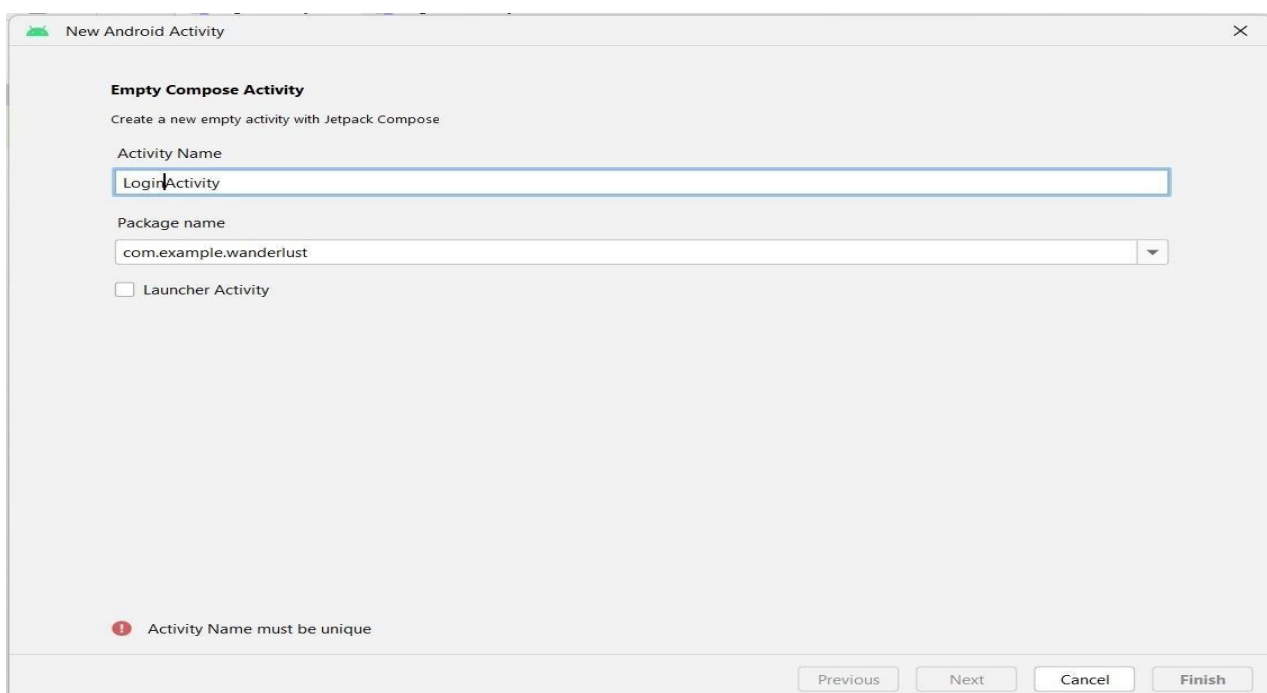 New Android Activity
Empty Compose Activity
Create a new empty activity with Jetpack Compose
Activity Name
LoginActivity
Package name
com.example.wanderlust
Launcher Activity
Activity Name must be unique
Previous Next Cancel Finish